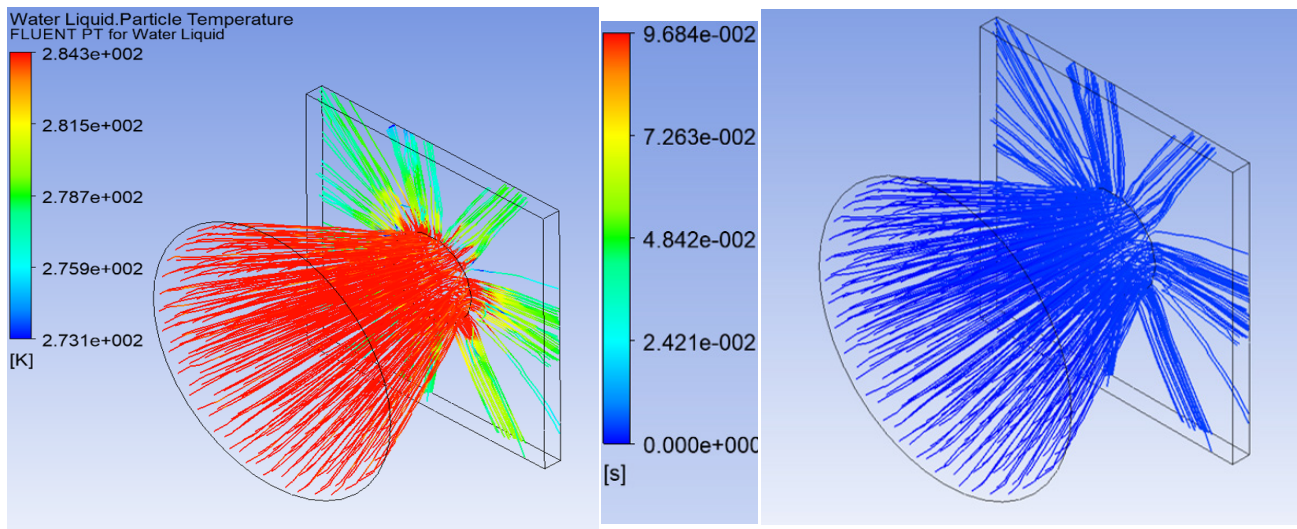 Water Liquid.Particle Temperature
FLUENT PT for Water Liquid
2.843e+002
2.815e+002
2.787e+002
2.759e+002
2.731e+002
[K]
9.684e-002
7.263e-002
4.842e-002
2.421e-002
0.000e+000
[s]